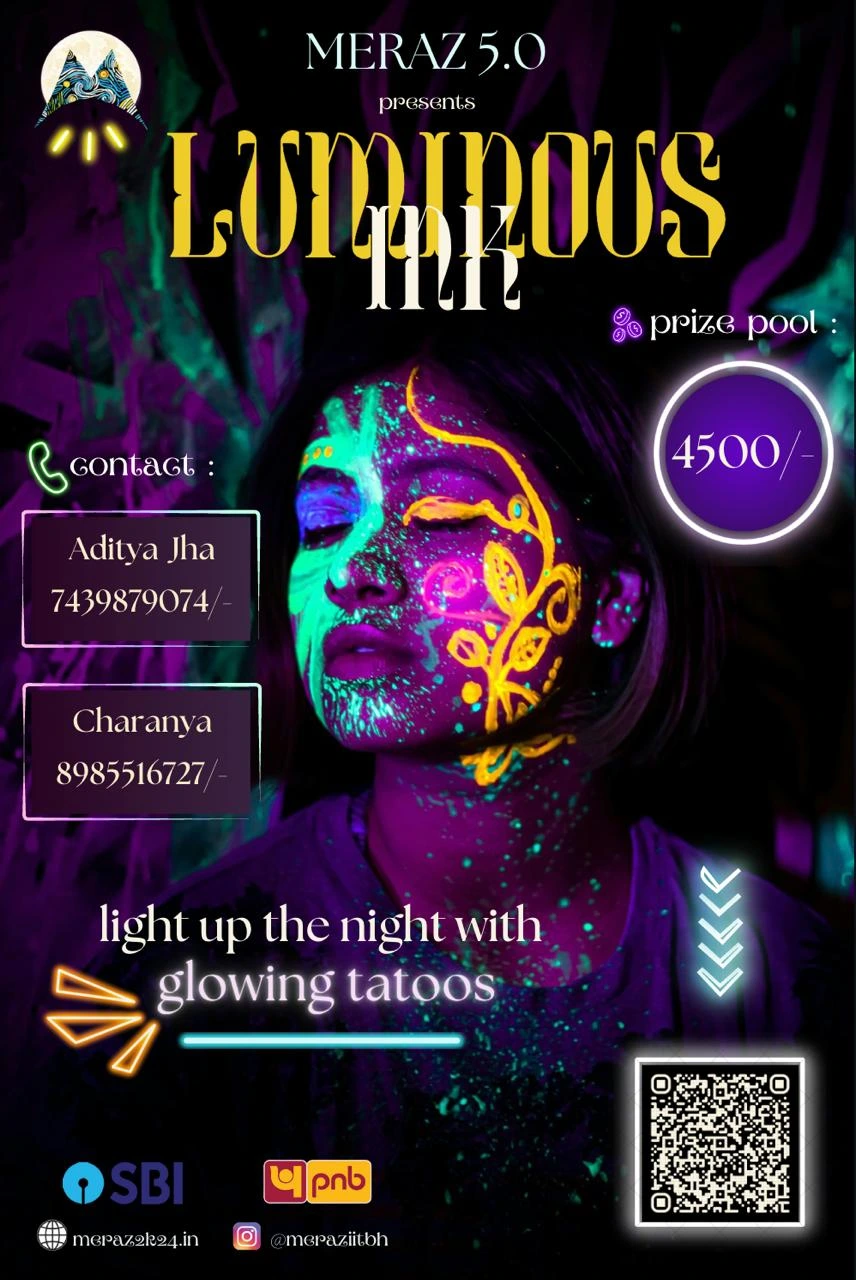 MERAZ 5.0
presents
LUMINOUS
INK
prize pool :
4500/-
contact :
Aditya Jha
7439879074/-
Charanya
8985516727/-
light up the night with
glowing tatoos
SBI
pnb
meraz2k24.in
@meraziitbh